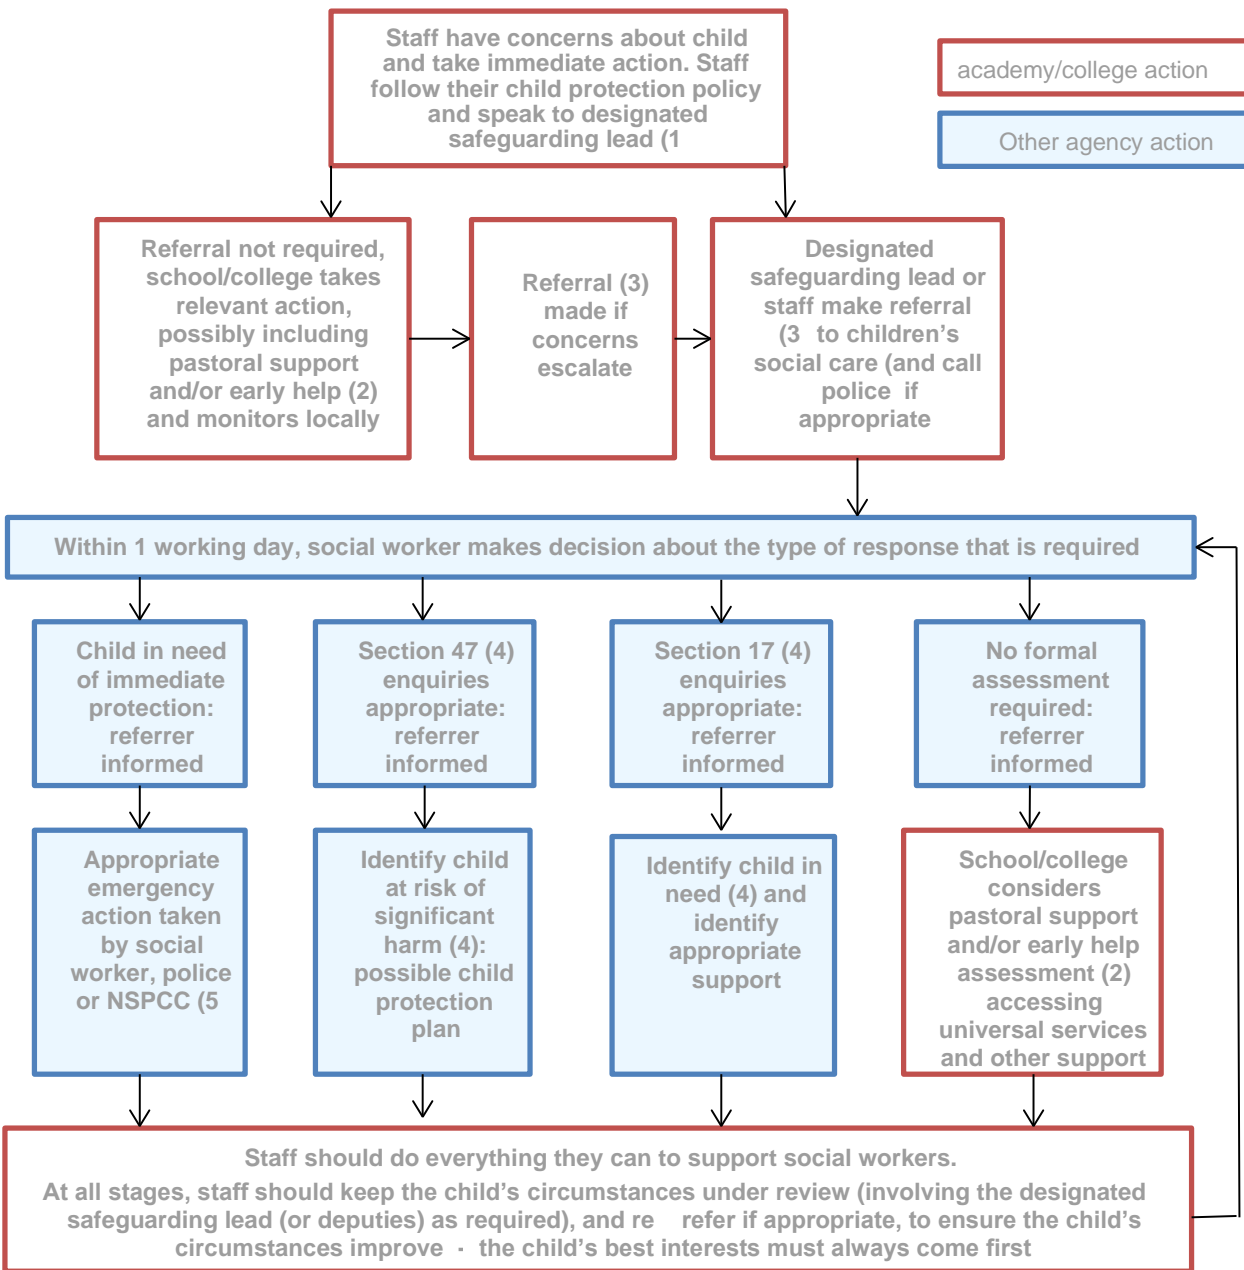 Staff have concerns about child
and take immediate action. Staff
follow their child protection policy
and speak to designated
safeguarding lead (1
academy/college action
Other agency action
Referral not required,
school/college takes
relevant action,
possibly including
pastoral support
and/or early help (2)
and monitors locally
Referral (3)
made if
concerns
escalate
Designated
safeguarding lead or
staff make referral
(3 to children’s
social care (and call
police if
appropriate
Within 1 working day, social worker makes decision about the type of response that is required
Child in need
of immediate
protection:
referrer
informed
Section 47 (4)
enquiries
appropriate:
referrer
informed
Section 17 (4)
enquiries
appropriate:
referrer
informed
No formal
assessment
required:
referrer
informed
Appropriate
emergency
action taken
by social
worker, police
or NSPCC (5
Identify child
at risk of
significant
harm (4):
possible child
protection
plan
Identify child in
need (4) and
identify
appropriate
support
School/college
considers
pastoral support
and/or early help
assessment (2)
accessing
universal services
and other support
Staff should do everything they can to support social workers.
At all stages, staff should keep the child’s circumstances under review (involving the designated
safeguarding lead (or deputies) as required), and re refer if appropriate, to ensure the child’s
circumstances improve - the child’s best interests must always come first